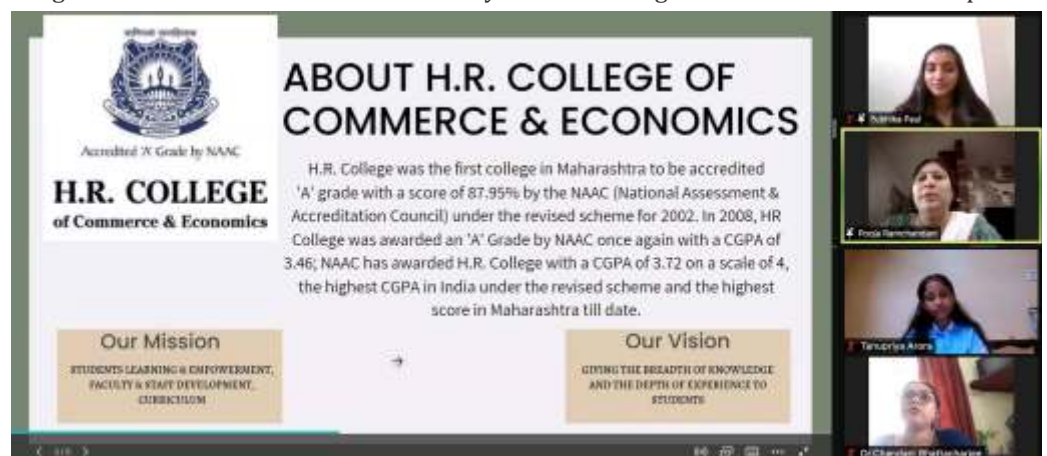 Accredited 'A' Grade by NAAC
H.R. COLLEGE
of Commerce & Economics
ABOUT H.R. COLLEGE OF
COMMERCE & ECONOMICS
H.R. College was the first college in Maharashtra to be accredited
'A' grade with a score of 87.95% by the NAAC (National Assessment &
Accreditation Council) under the revised scheme for 2002. In 2008, HR
College was awarded an 'A' Grade by NAAC once again with a CGPA of
3.46; NAAC has awarded H.R. College with a CGPA of 3.72 on a scale of 4,
the highest CGPA in India under the revised scheme and the highest
score in Maharashtra till date.
Our Mission
STUDENTS LEARNING & EMPOWERMENT,
FACULTY & STAFF DEVELOPMENT,
CURRICULUM
Our Vision
GIVING THE BREADTH OF KNOWLEDGE
AND THE DEPTH OF EXPERIENCE TO
STUDENTS
Paul
Pooja Ramchandani
Tanupriya Arora
Dr.Chandani Bhattacharjee